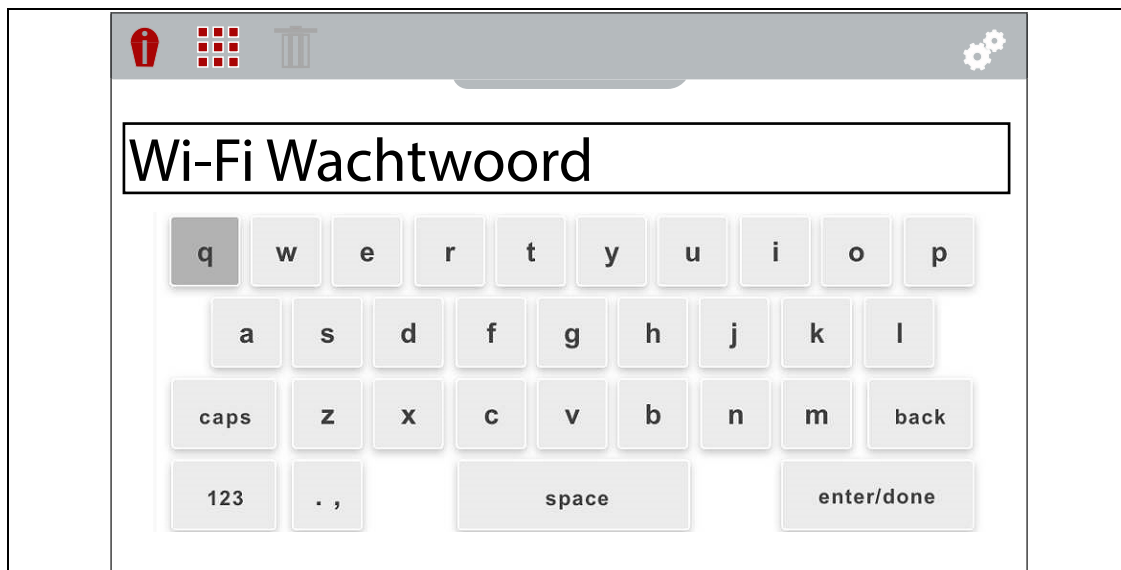 Wi-Fi Wachtwoord
q w e r t y u i o p
a s d f g h j k l
caps z x c v b n m back
123 . , space enter/done